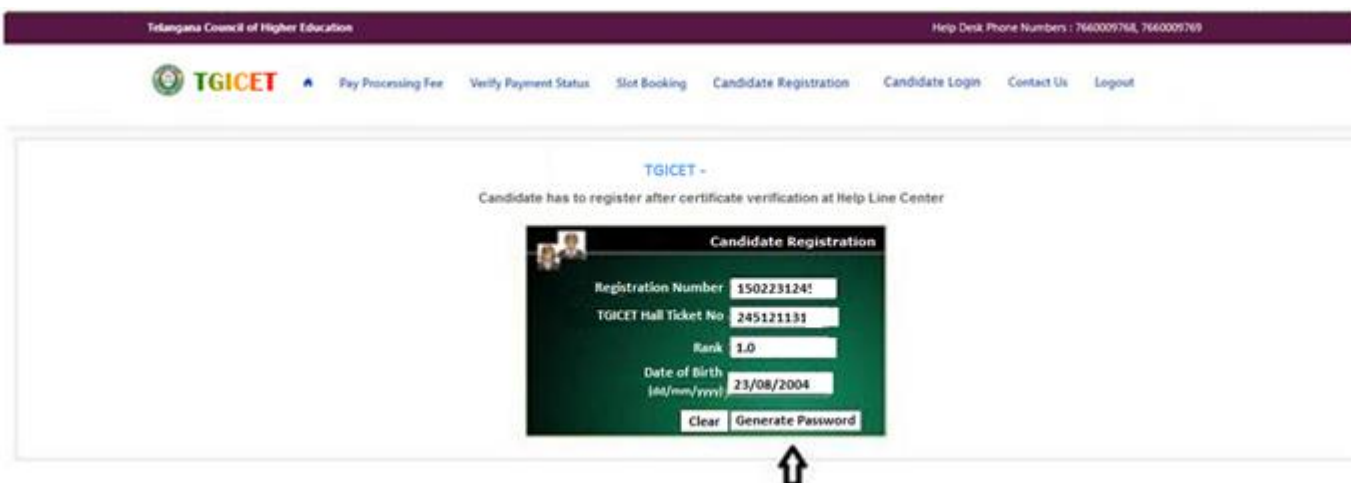 Telangana Council of Higher Education Help Desk Phone Numbers : 7660009768, 7660009769
TGICET Pay Processing Fee Verify Payment Status Slot Booking Candidate Registration Candidate Login Contact Us Logout
TGICET -
Candidate has to register after certificate verification at Help Line Center
Candidate Registration
Registration Number
TGICET Hall Ticket No 245121131
Rank 1.0
Date of Birth
(dd/mm/yyyy) 23/08/2004
Clear Generate Password